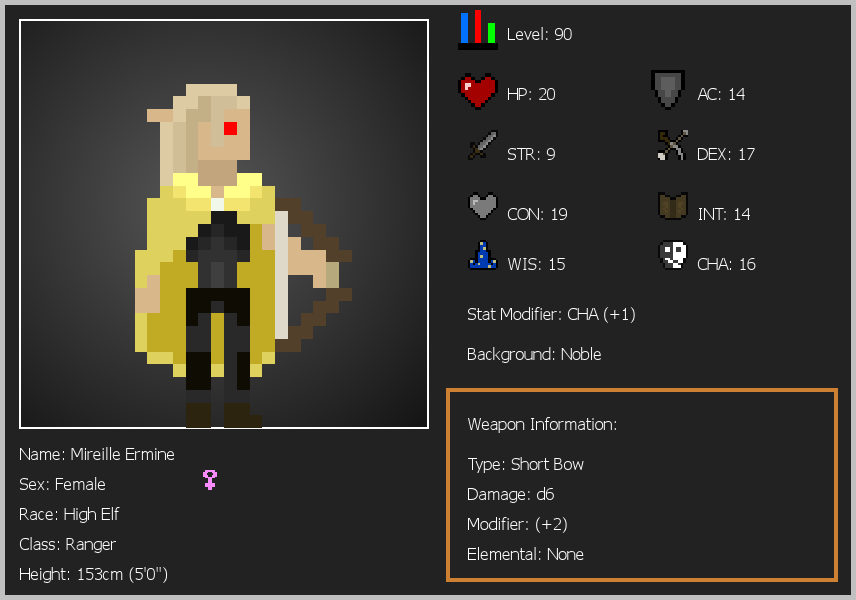 Level: 90
HP: 20
AC: 14
STR: 9
DEX: 17
CON: 19
INT: 14
WIS: 15
CHA: 16
Stat Modifier: CHA (+1)
Background: Noble
Weapon Information:
Type: Short Bow
Damage: d6
Modifier: (+2)
Elemental: None
Name: Mireille Ermine
Sex: Female
Race: High Elf
Class: Ranger
Height: 153cm (5'0")